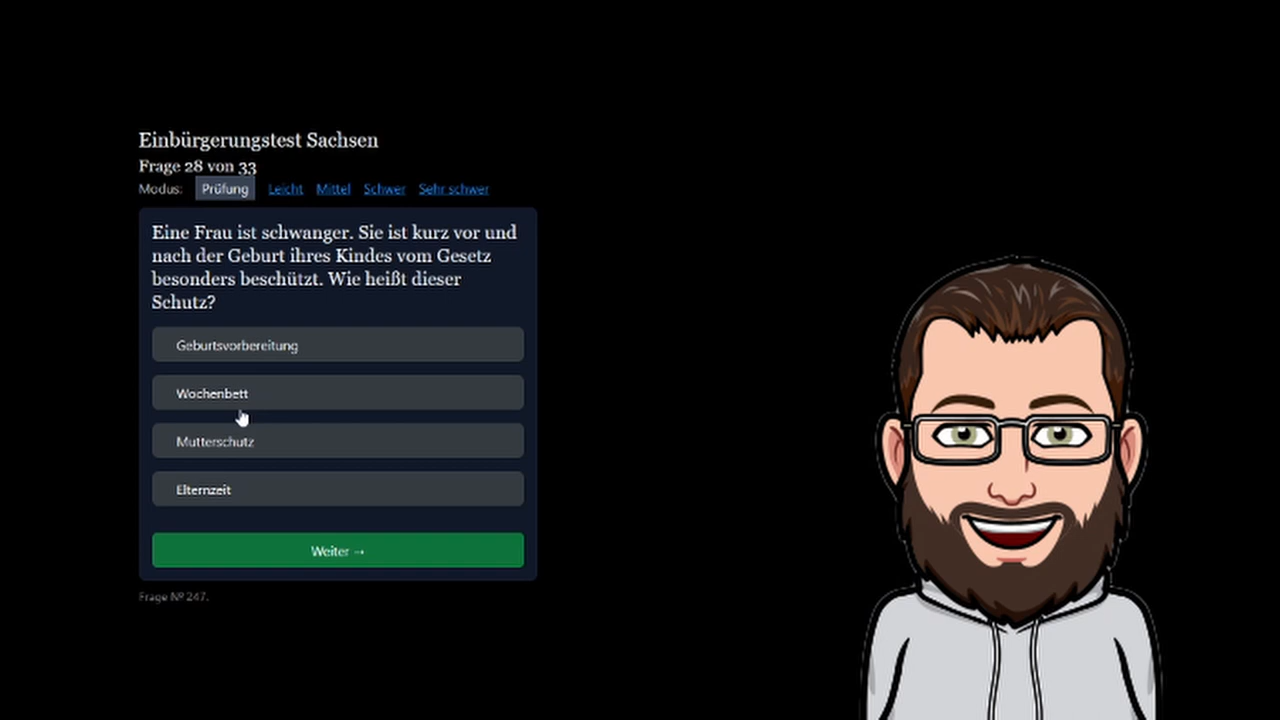 Einbürgerungstest Sachsen
Frage 28 von 33
Modus: Prüfung Leicht Mittel Schwer Sehr schwer
Eine Frau ist schwanger. Sie ist kurz vor und
nach der Geburt ihres Kindes vom Gesetz
besonders beschützt. Wie heißt dieser
Schutz?
Geburtsvorbereitung
Wochenbett
Mutterschutz
Elternzeit
Weiter →
Frage № 247.